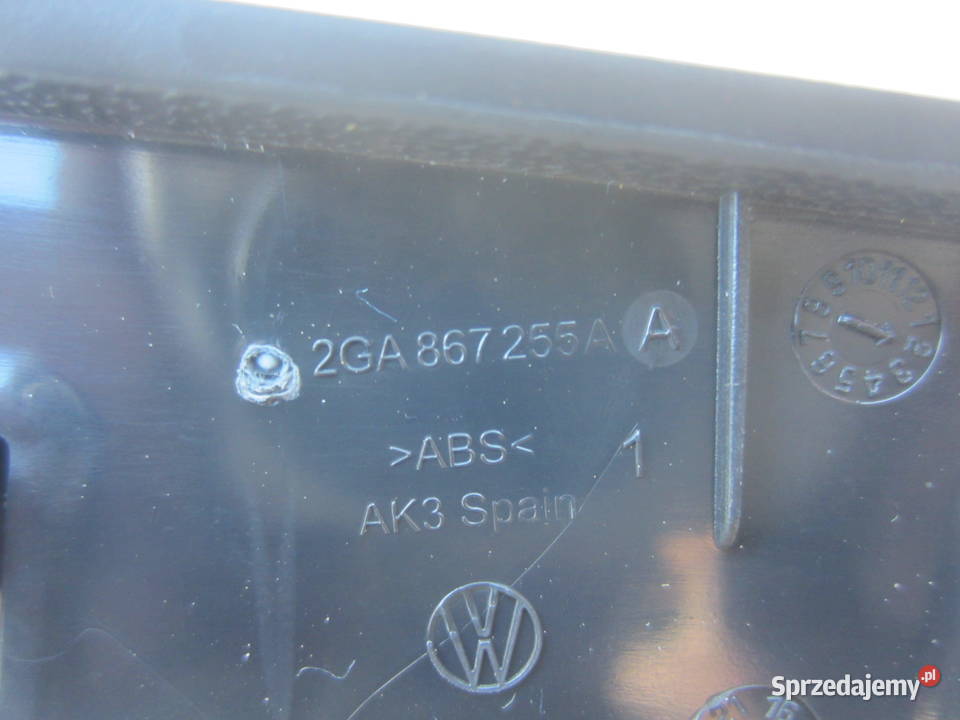 2GA 867 255 A A
>ABS< 1
AK3 Spain
Sprzedajemy.pl